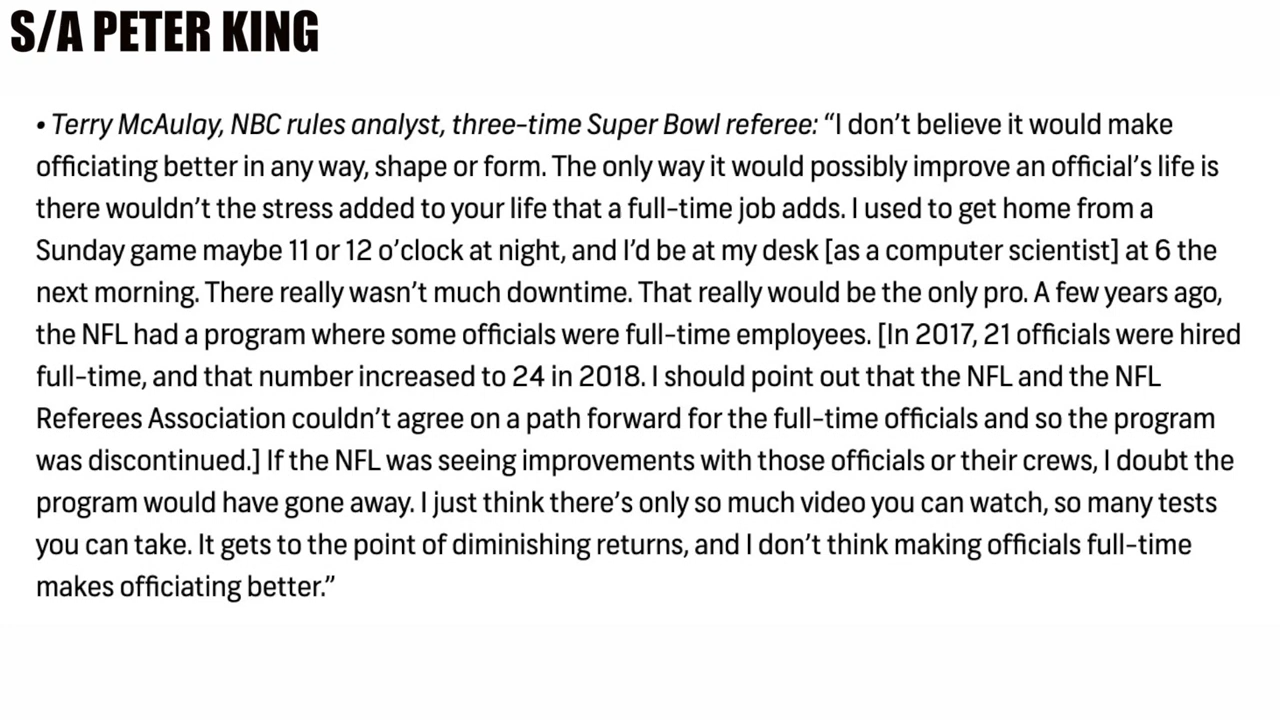 S/A PETER KING
• Terry McAulay, NBC rules analyst, three-time Super Bowl referee: “I don’t believe it would make
officiating better in any way, shape or form. The only way it would possibly improve an official’s life is
there wouldn’t the stress added to your life that a full-time job adds. I used to get home from a
Sunday game maybe 11 or 12 o’clock at night, and I’d be at my desk [as a computer scientist] at 6 the
next morning. There really wasn’t much downtime. That really would be the only pro. A few years ago,
the NFL had a program where some officials were full-time employees. [In 2017, 21 officials were hired
full-time, and that number increased to 24 in 2018. I should point out that the NFL and the NFL
Referees Association couldn’t agree on a path forward for the full-time officials and so the program
was discontinued.] If the NFL was seeing improvements with those officials or their crews, I doubt the
program would have gone away. I just think there’s only so much video you can watch, so many tests
you can take. It gets to the point of diminishing returns, and I don’t think making officials full-time
makes officiating better.”